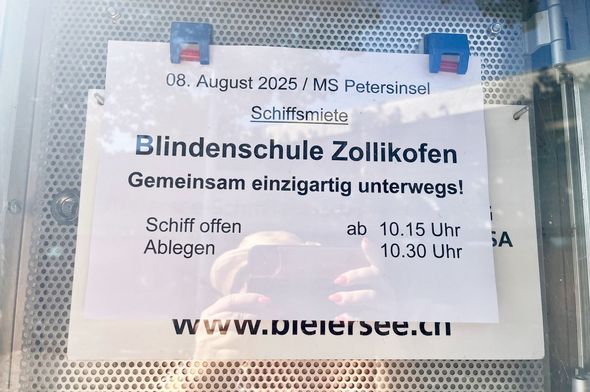 08. August 2025 / MS Petersinsel
Schiffsmiete
Blindenschule Zollikofen
Gemeinsam einzigartig unterwegs!
Schiff offen ab 10.15 Uhr
Ablegen 10.30 Uhr
SA
www.bielersee.ch